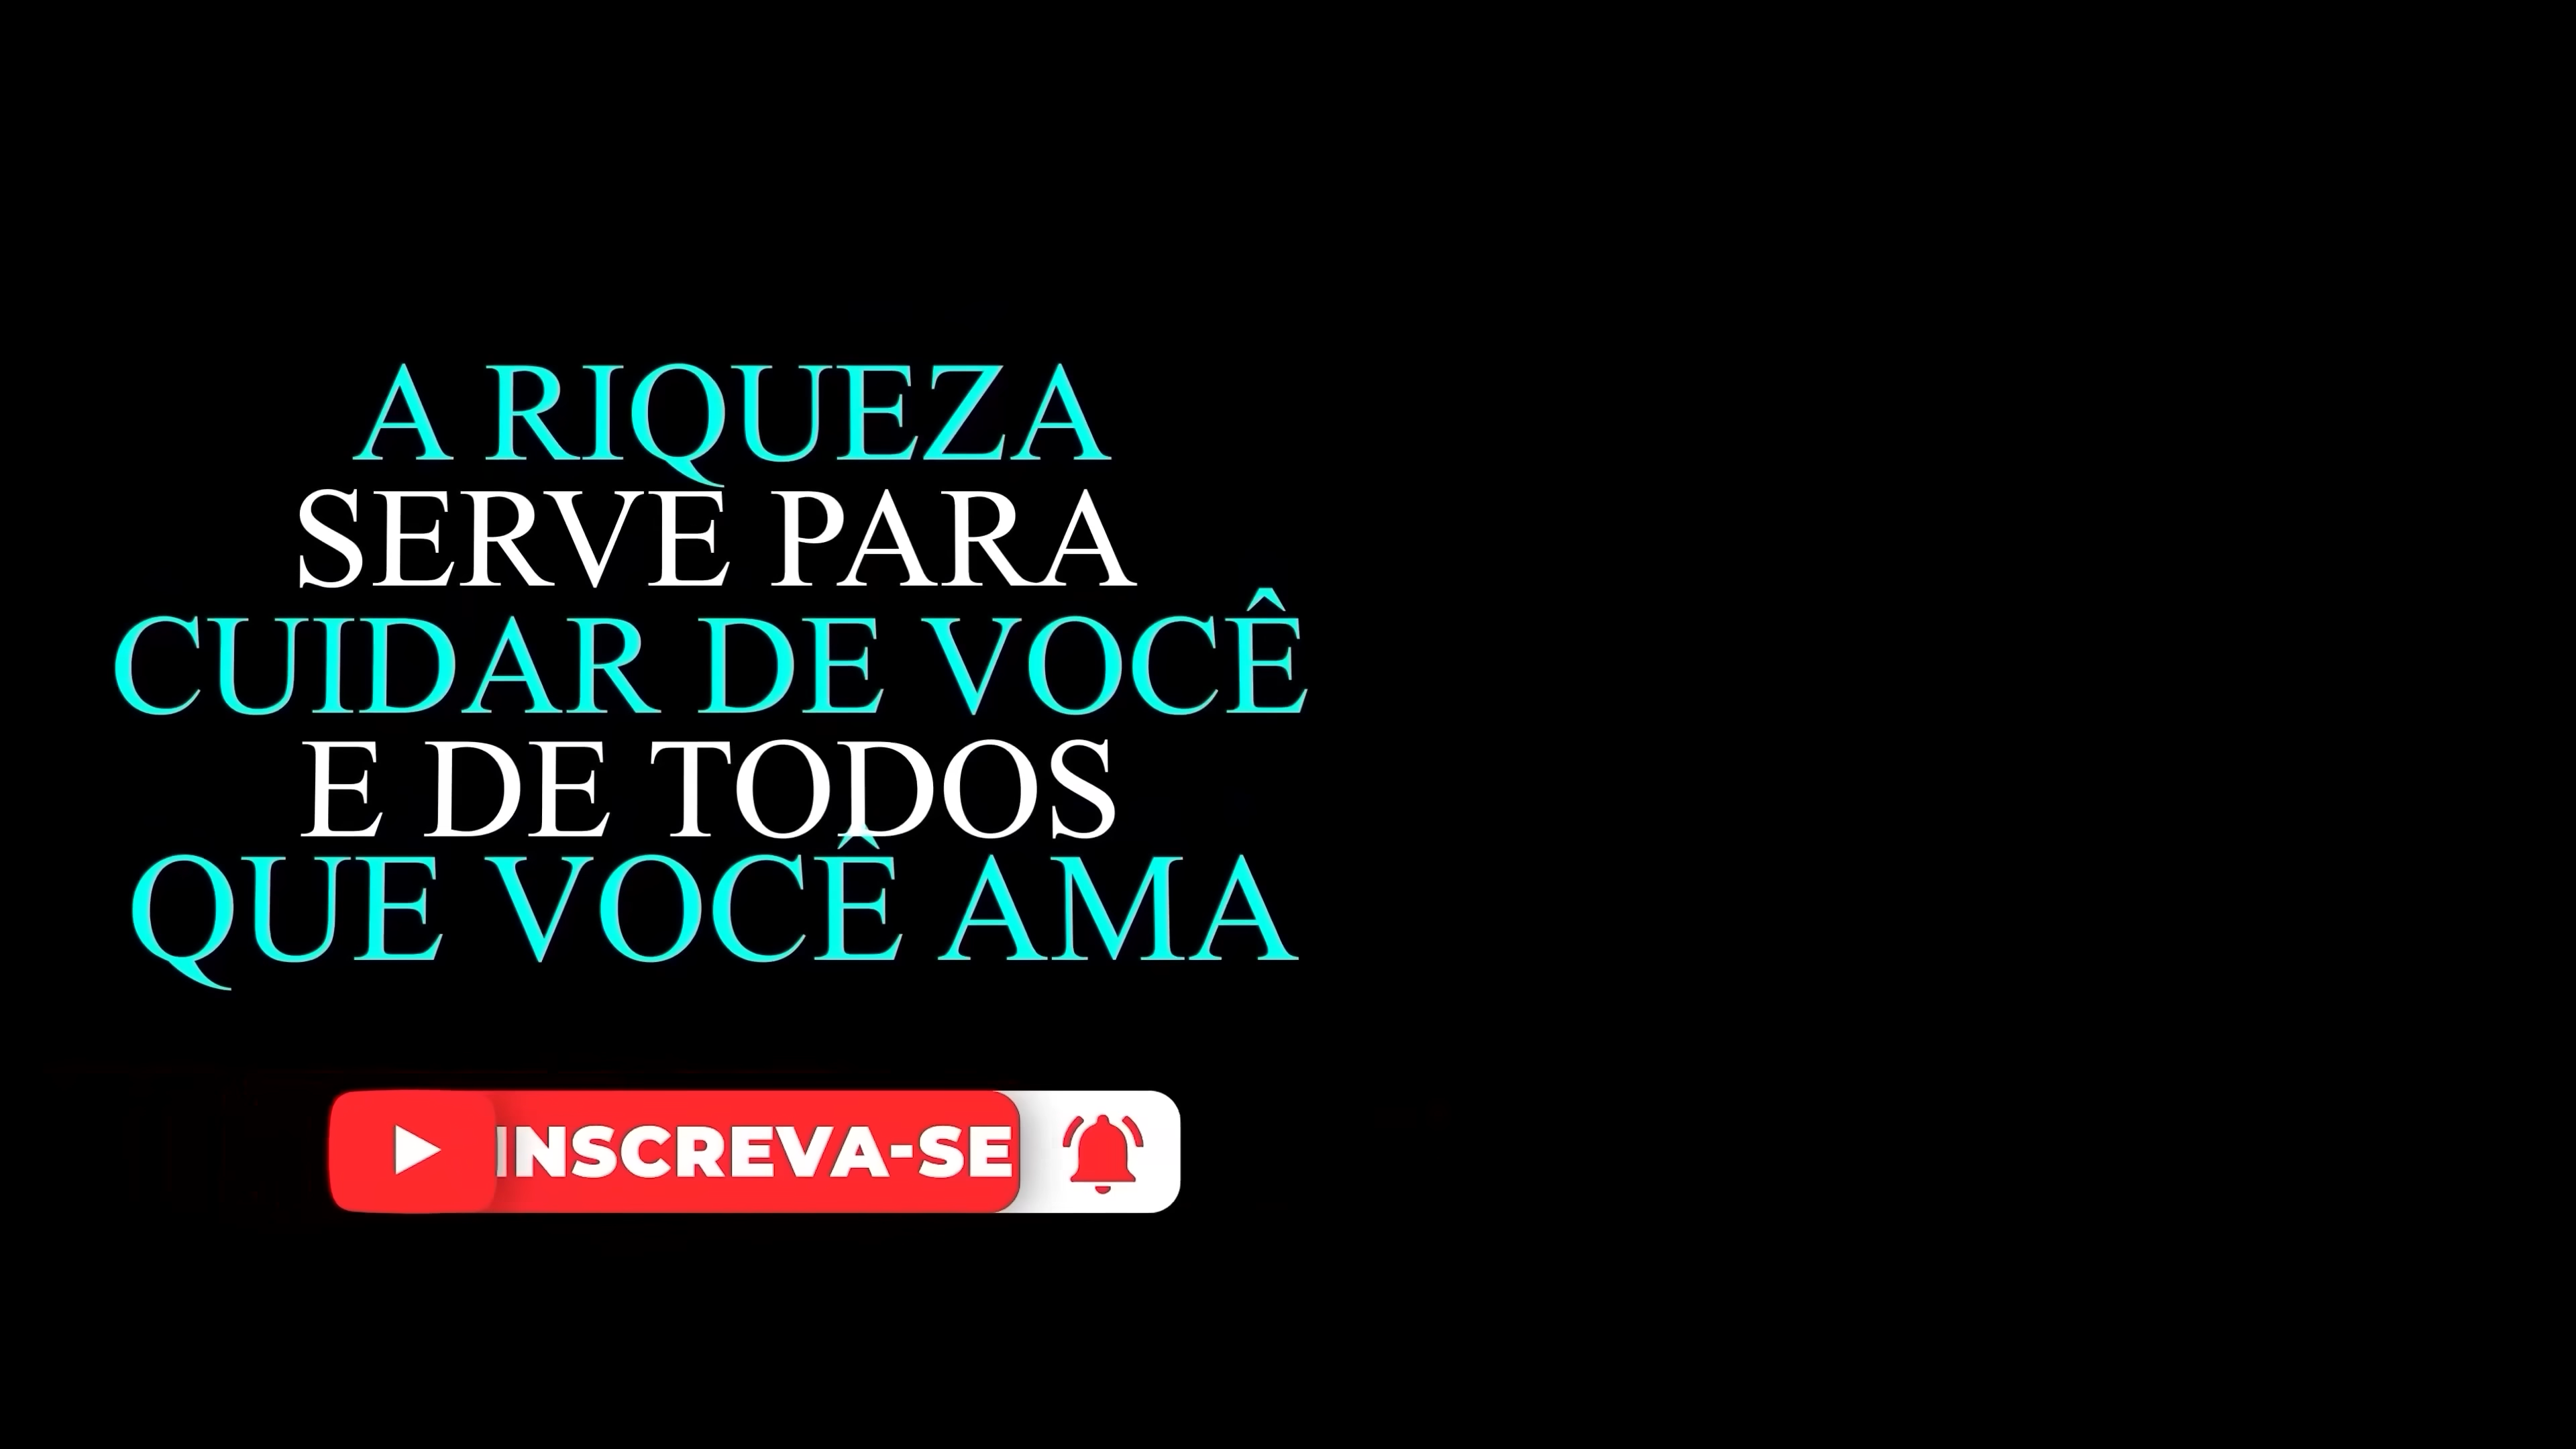 A RIQUEZA
SERVE PARA
CUIDAR DE VOCÊ
E DE TODOS
QUE VOCÊ AMA
INSCREVA-SE